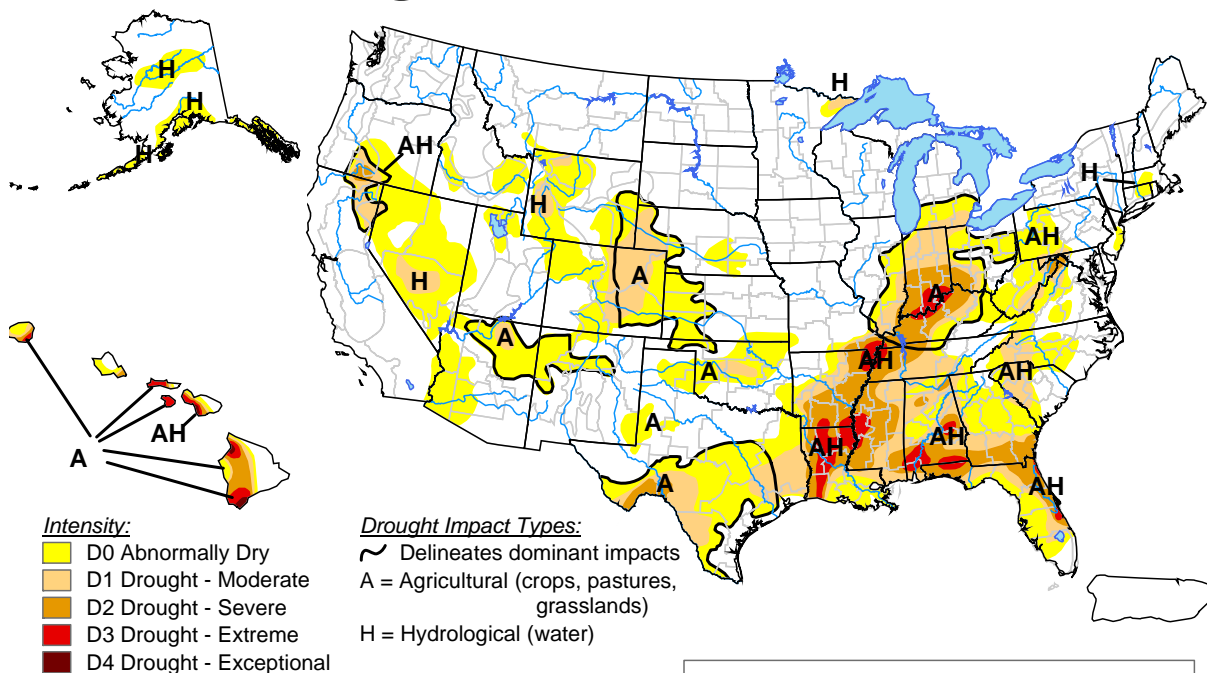 H
H
H
H
AH
H
H
AH
H
A
A
H
A
AH
A
AH
A
AH
AH
A
AH
A
AH
A
Intensity:
D0 Abnormally Dry
D1 Drought - Moderate
D2 Drought - Severe
D3 Drought - Extreme
D4 Drought - Exceptional
Drought Impact Types:
Delineates dominant impacts
A = Agricultural (crops, pastures,
grasslands)
H = Hydrological (water)